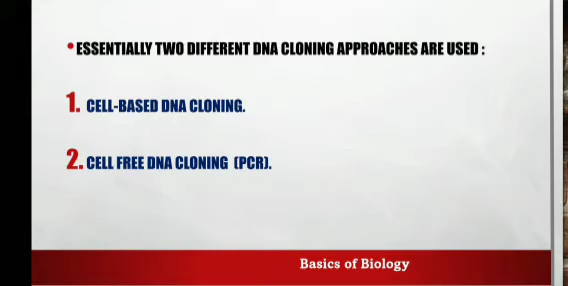 • ESSENTIALLY TWO DIFFERENT DNA CLONING APPROACHES ARE USED :
1. CELL-BASED DNA CLONING.
2. CELL FREE DNA CLONING (PCR).
Basics of Biology